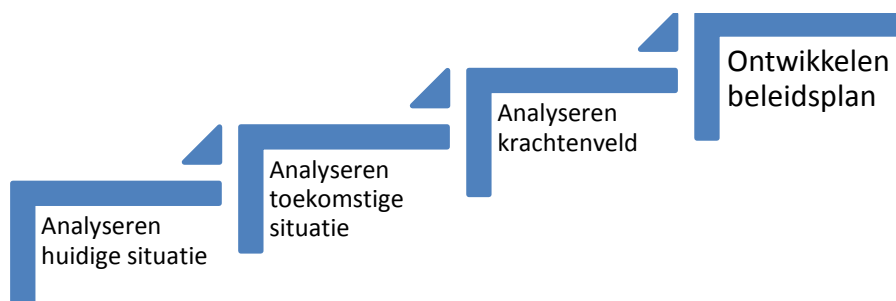 Analyseren
huidige situatie
Analyseren
toekomstige
situatie
Analyseren
krachtenveld
Ontwikkelen
beleidsplan